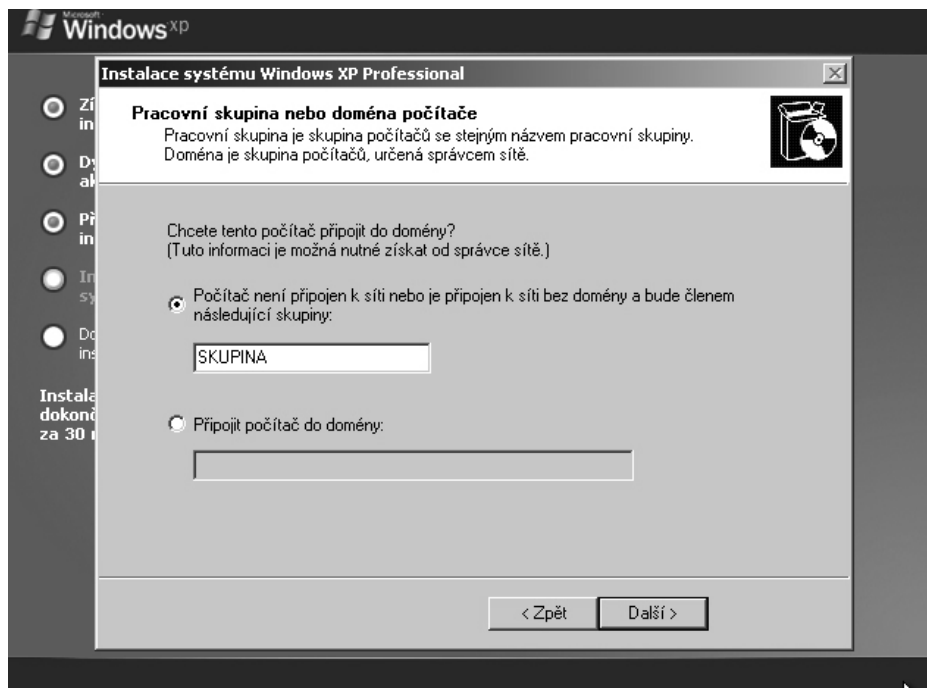 Microsoft
Windows xp
Instalace systému Windows XP Professional
Pracovní skupina nebo doména počítače
Pracovní skupina je skupina počítačů se stejným názvem pracovní skupiny.
Doména je skupina počítačů, určená správcem sítě.
Chcete tento počítač připojit do domény?
(Tuto informaci je možná nutné získat od správce sítě.)
Počítač není připojen k síti nebo je připojen k síti bez domény a bude členem
následující skupiny:
SKUPINA
Připojit počítač do domény:
za 30
< Zpět
Další >